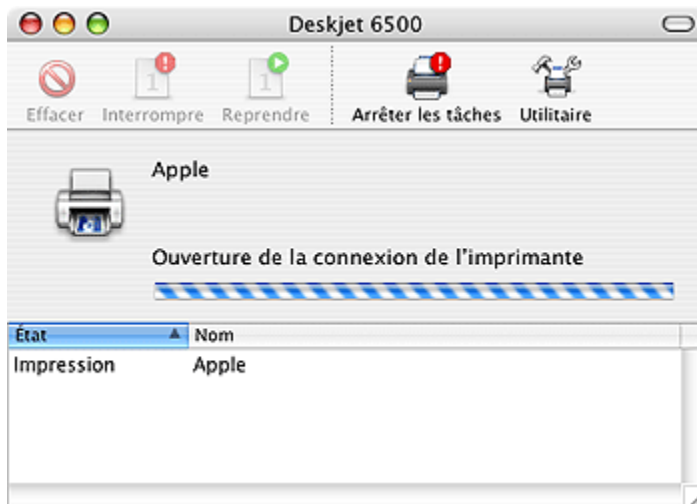 Deskjet 6500
Effacer Interrompre Reprendre Arrêter les tâches Utilitaire
Apple
Ouverture de la connexion de l'imprimante
État Nom
Impression Apple